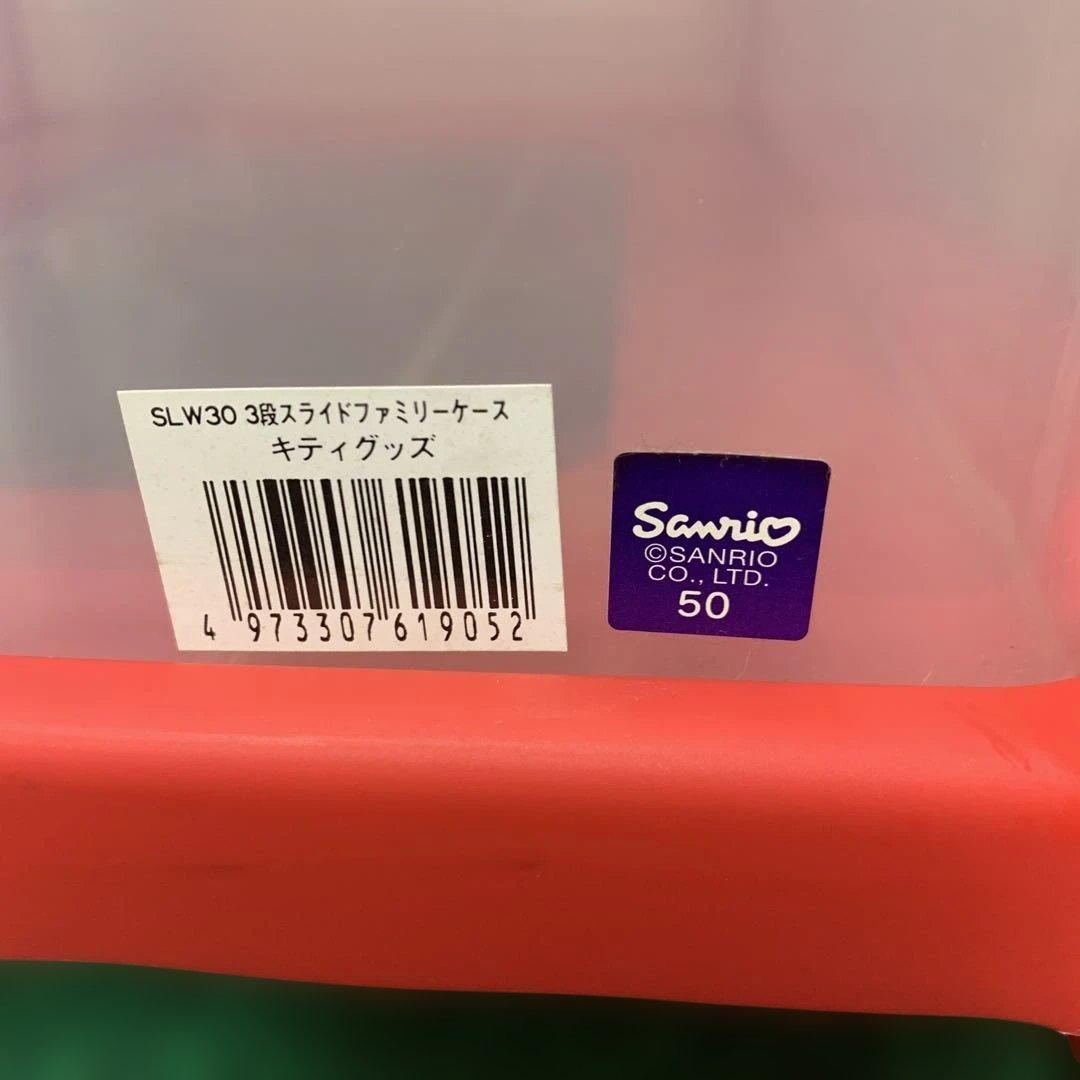 SLW30 3段スライドファミリーケース
キティグッズ
4 973307 619052
Sanrio
©SANRIO
CO., LTD.
50